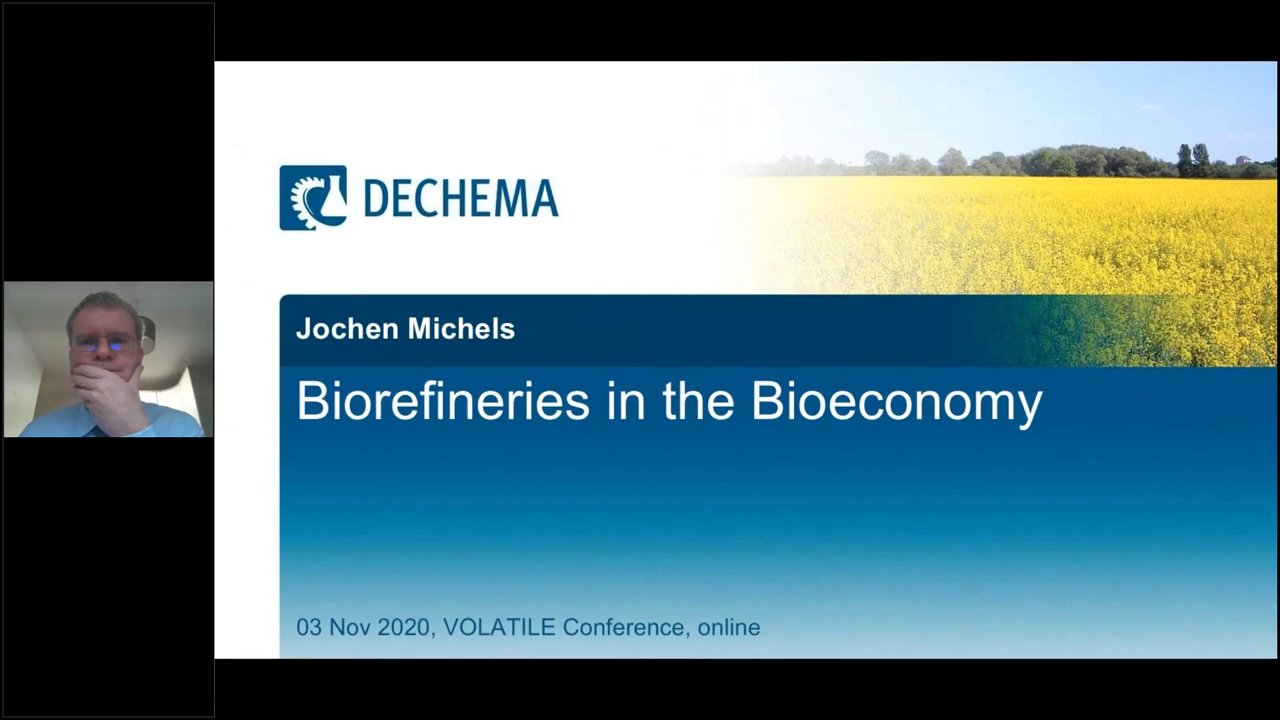 DECHEMA
Jochen Michels
Biorefineries in the Bioeconomy
03 Nov 2020, VOLATILE Conference, online